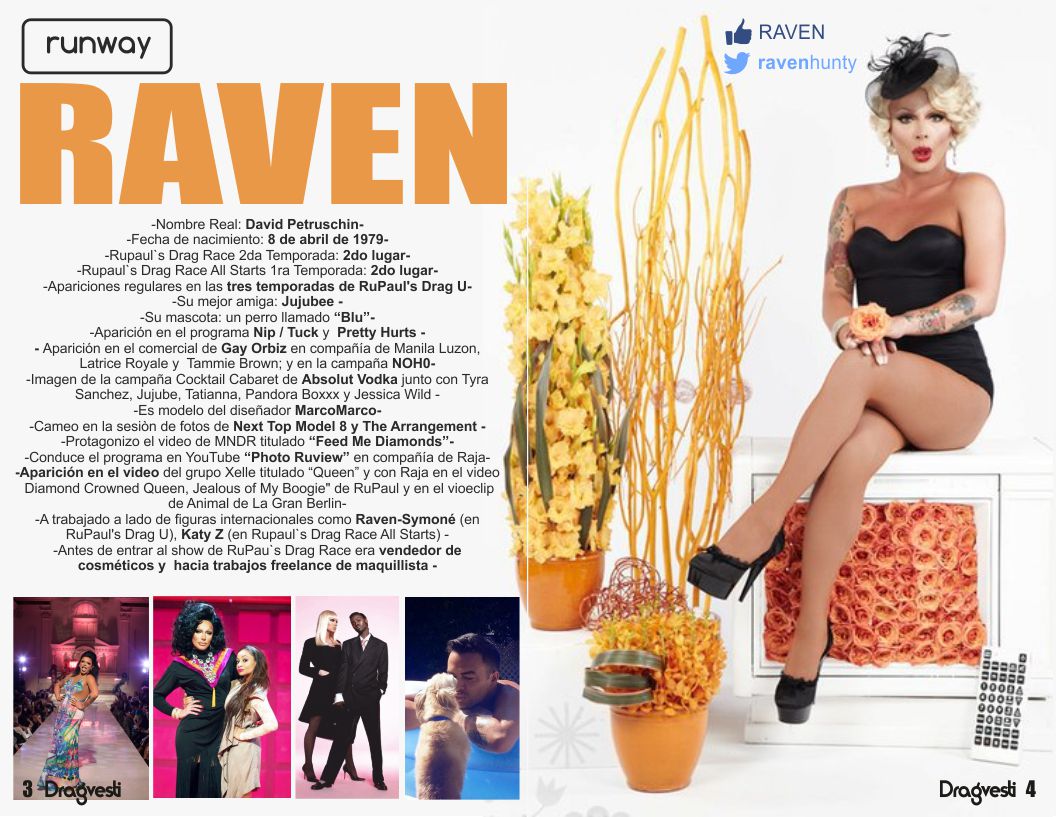 runway
RAVEN
-Nombre Real: David Petruschin-
-Fecha de nacimiento: 8 de abril de 1979-
-Rupaul`s Drag Race 2da Temporada: 2do lugar-
-Rupaul`s Drag Race All Starts 1ra Temporada: 2do lugar-
-Apariciones regulares en las tres temporadas de RuPaul's Drag U-
-Su mejor amiga: Jujubee -
-Su mascota: un perro llamado “Blu”-
-Aparición en el programa Nip / Tuck y Pretty Hurts -
- Aparición en el comercial de Gay Orbiz en compañía de Manila Luzon,
Latrice Royale y Tammie Brown; y en la campaña NOH0-
-Imagen de la campaña Cocktail Cabaret de Absolut Vodka junto con Tyra
Sanchez, Jujube, Tatianna, Pandora Boxxx y Jessica Wild -
-Es modelo del diseñador MarcoMarco-
-Cameo en la sesiòn de fotos de Next Top Model 8 y The Arrangement -
-Protagonizo el video de MNDR titulado “Feed Me Diamonds”-
-Conduce el programa en YouTube “Photo Ruview” en compañía de Raja-
-Aparición en el video del grupo Xelle titulado “Queen” y con Raja en el video
Diamond Crowned Queen, Jealous of My Boogie" de RuPaul y en el vioeclip
de Animal de La Gran Berlin-
-A trabajado a lado de figuras internacionales como Raven-Symoné (en
RuPaul's Drag U), Katy Z (en Rupaul`s Drag Race All Starts) -
-Antes de entrar al show de RuPau`s Drag Race era vendedor de
cosméticos y hacia trabajos freelance de maquillista -
3 Dragvesti
RAVEN
ravenhunty
Dragvesti 4